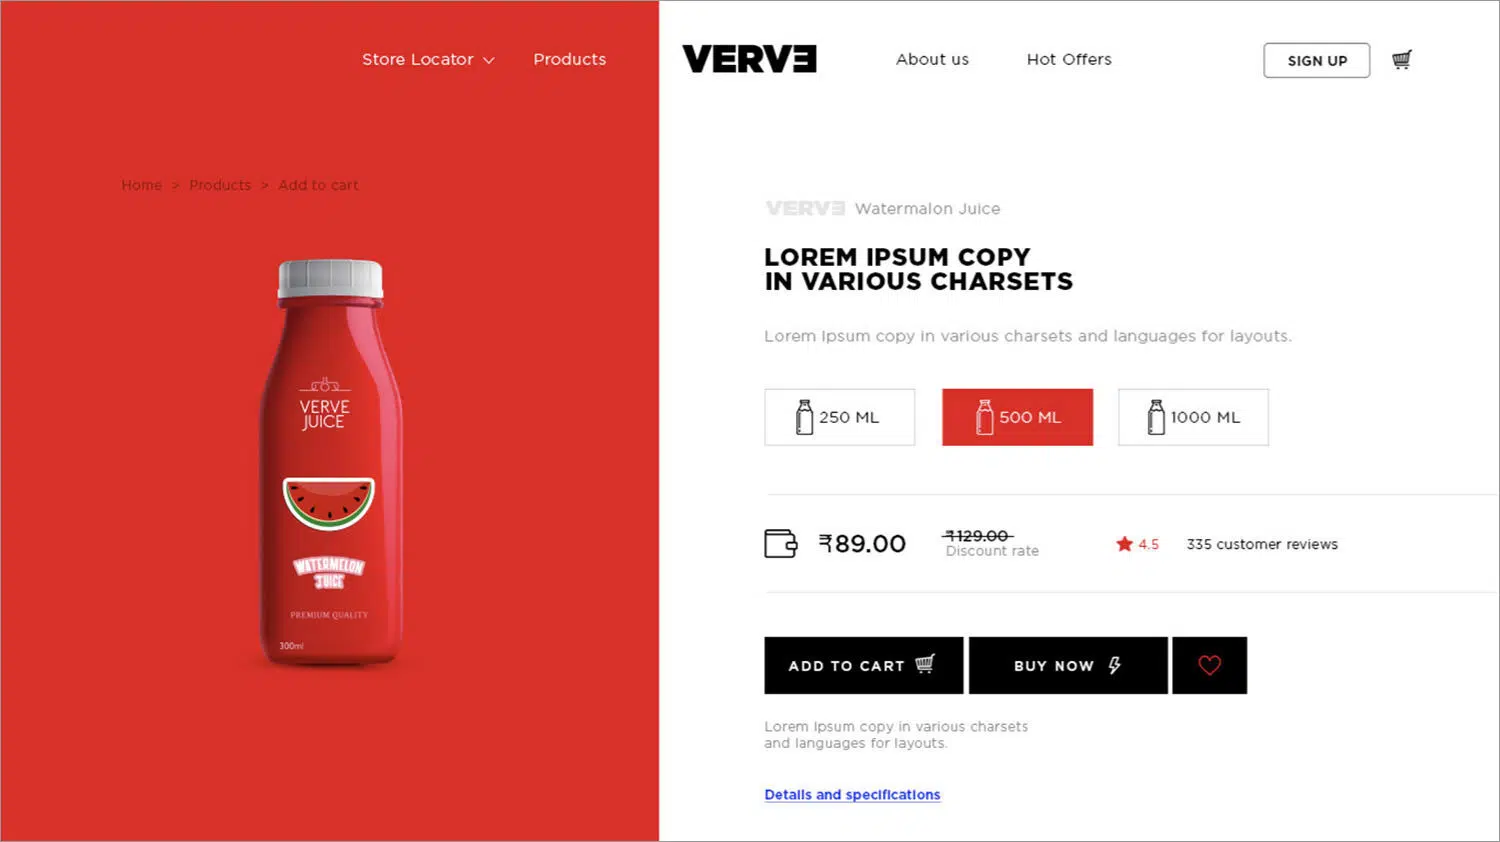 Store Locator
Products
VERVE
About us
Hot Offers
SIGN UP
Home > Products > Add to cart
VERVE JUICE
WATERMELON JUICE
PREMIUM QUALITY
300ml
VERVE Watermalon Juice
LOREM IPSUM COPY
IN VARIOUS CHARSETS
Lorem Ipsum copy in various charsets and languages for layouts.
250 ML
500 ML
1000 ML
₹89.00
₹129.00
Discount rate
4.5
335 customer reviews
ADD TO CART
BUY NOW
Lorem Ipsum copy in various charsets
and languages for layouts.
Details and specifications